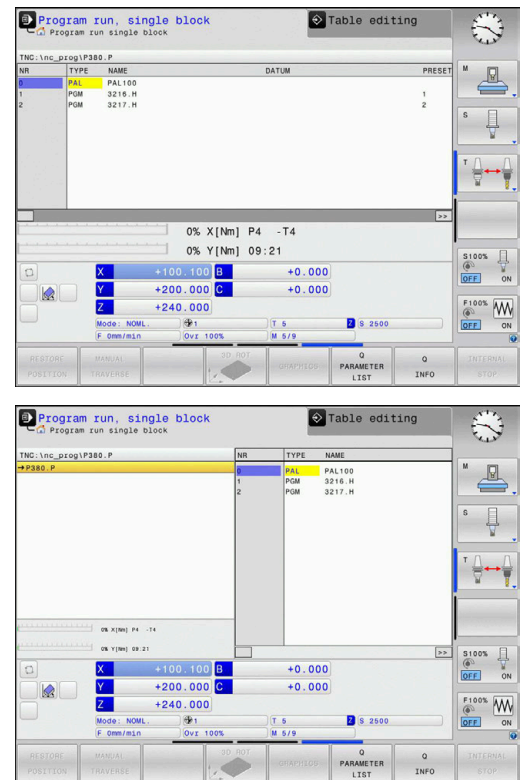 Program run, single block
Table editing
Program run single block
TNC:\nc_prog\P380.P
NR TYPE NAME DATUM PRESET
0 PAL PAL100
1 PGM 3216.H 1
2 PGM 3217.H 2
>>
0% X[Nm] P4 -T4
0% Y[Nm] 09:21
X +100.100 B +0.000
Y +200.000 C +0.000
Z +240.000
Mode: NOML. 1 T 5 Z S 2500
F 0mm/min Ovr 100% M 5/9
M
S
T
S100%
OFF ON
F100%
OFF ON
RESTORE POSITION
MANUAL TRAVERSE
3D ROT
GRAPHICS
Q PARAMETER LIST
Q INFO
INTERNAL STOP
Program run, single block
Table editing
Program run single block
TNC:\nc_prog\P380.P
→P380.P
NR TYPE NAME
0 PAL PAL100
1 PGM 3216.H
2 PGM 3217.H
>>
0% X[Nm] P4 -T4
0% Y[Nm] 09:21
X +100.100 B +0.000
Y +200.000 C +0.000
Z +240.000
Mode: NOML. 1 T 5 Z S 2500
F 0mm/min Ovr 100% M 5/9
M
S
T
S100%
OFF ON
F100%
OFF ON
RESTORE POSITION
MANUAL TRAVERSE
3D ROT
GRAPHICS
Q PARAMETER LIST
Q INFO
INTERNAL STOP